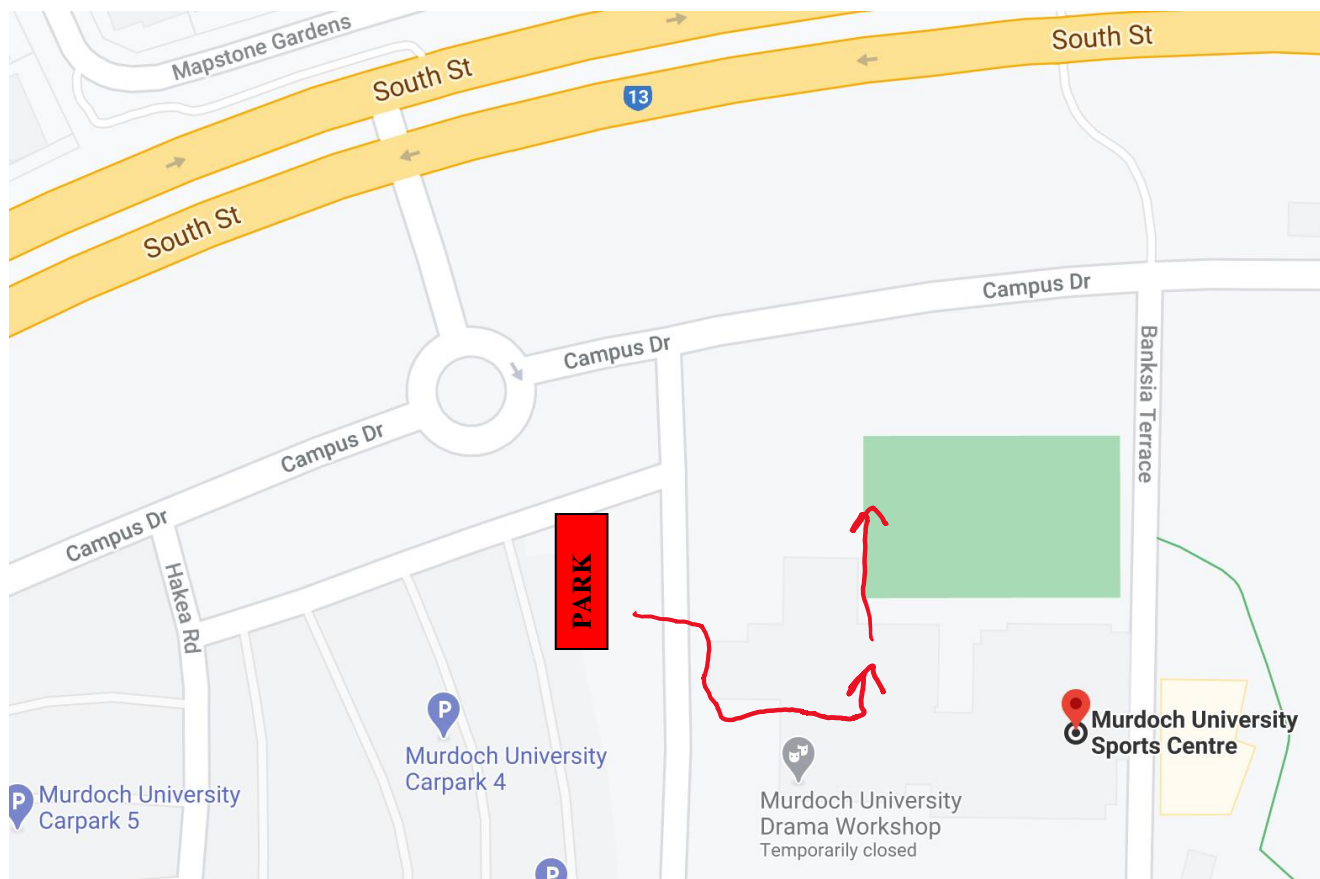 Mapstone Gardens
South St
South St
13
South St
Campus Dr
Campus Dr
Campus Dr
Campus Dr
Banksia Terrace
Hakea Rd
PARK
P
Murdoch University
Carpark 4
P
Murdoch University
Carpark 5
P
Murdoch University
Sports Centre
Murdoch University
Drama Workshop
Temporarily closed